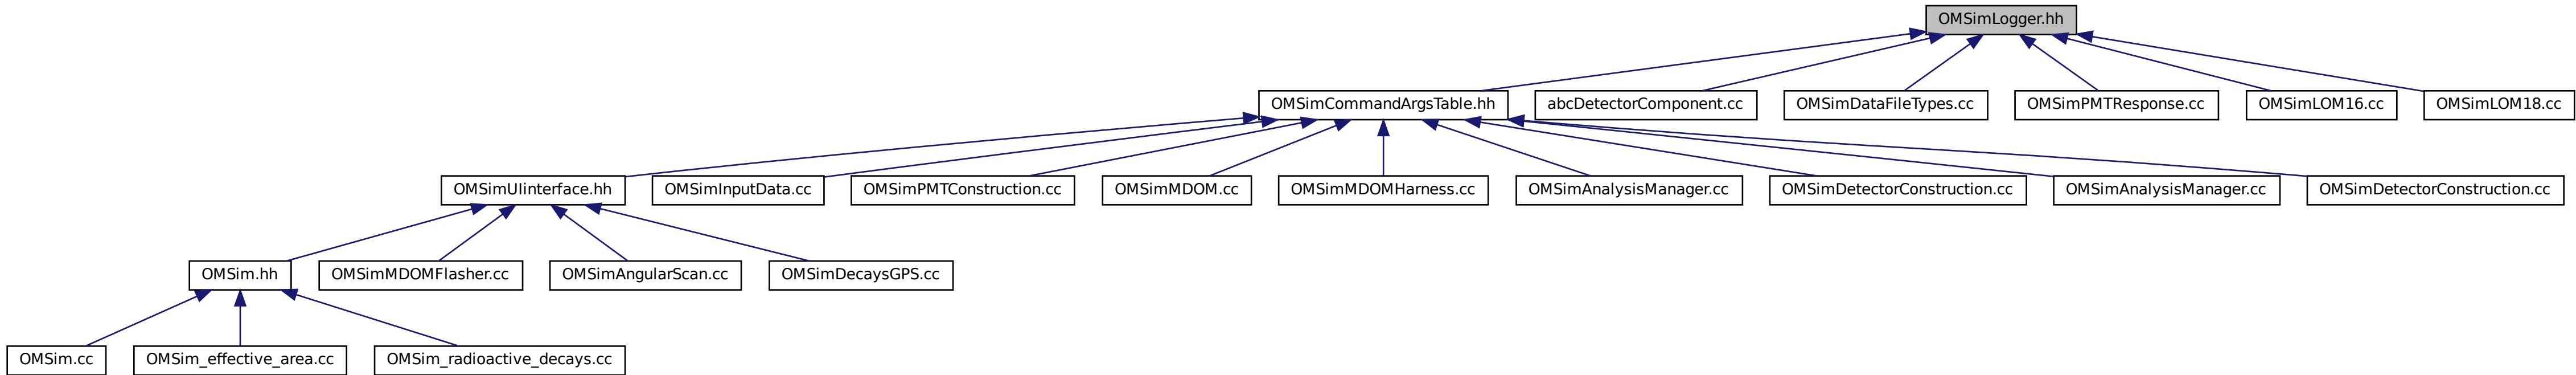 OMSimLogger.hh
OMSimCommandArgsTable.hh
abcDetectorComponent.cc
OMSimDataFileTypes.cc
OMSimPMTResponse.cc
OMSimLOM16.cc
OMSimLOM18.cc
OMSimUIinterface.hh
OMSimInputData.cc
OMSimPMTConstruction.cc
OMSimMDOM.cc
OMSimMDOMHarness.cc
OMSimAnalysisManager.cc
OMSimDetectorConstruction.cc
OMSimAnalysisManager.cc
OMSimDetectorConstruction.cc
OMSim.hh
OMSimMDOMFlasher.cc
OMSimAngularScan.cc
OMSimDecaysGPS.cc
OMSim.cc
OMSim_effective_area.cc
OMSim_radioactive_decays.cc